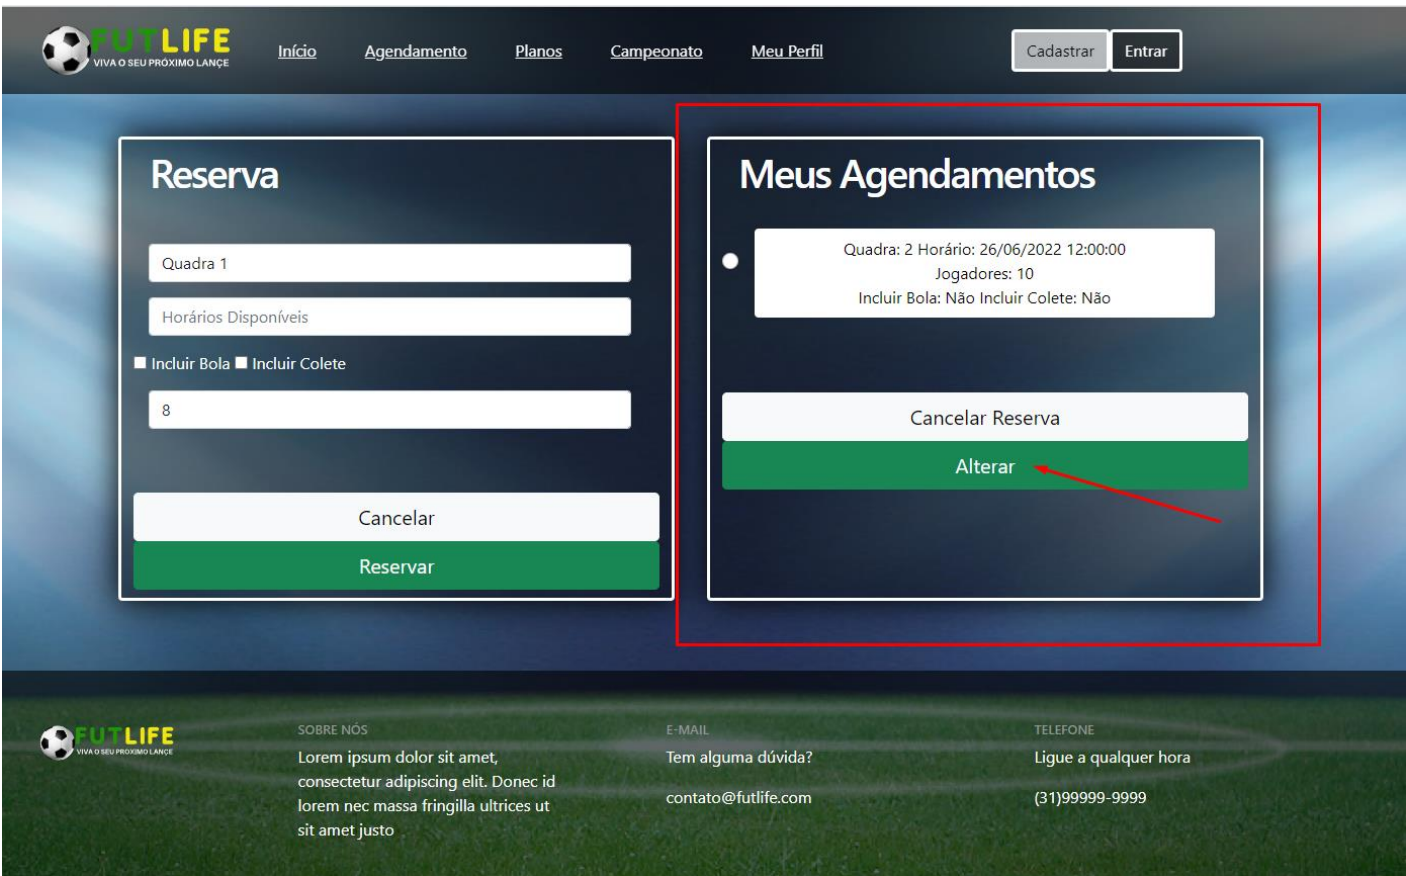 FUTLIFE
VIVA O SEU PRÓXIMO LANÇE
Início
Agendamento
Planos
Campeonato
Meu Perfil
Cadastrar
Entrar
Reserva
Quadra 1
Horários Disponíveis
Incluir Bola Incluir Colete
8
Cancelar
Reservar
Meus Agendamentos
Quadra: 2 Horário: 26/06/2022 12:00:00
Jogadores: 10
Incluir Bola: Não Incluir Colete: Não
Cancelar Reserva
Alterar
FUTLIFE
VIVA O SEU PRÓXIMO LANÇE
SOBRE NÓS
Lorem ipsum dolor sit amet,
consectetur adipiscing elit. Donec id
lorem nec massa fringilla ultrices ut
sit amet justo
E-MAIL
Tem alguma dúvida?
contato@futlife.com
TELEFONE
Ligue a qualquer hora
(31)99999-9999